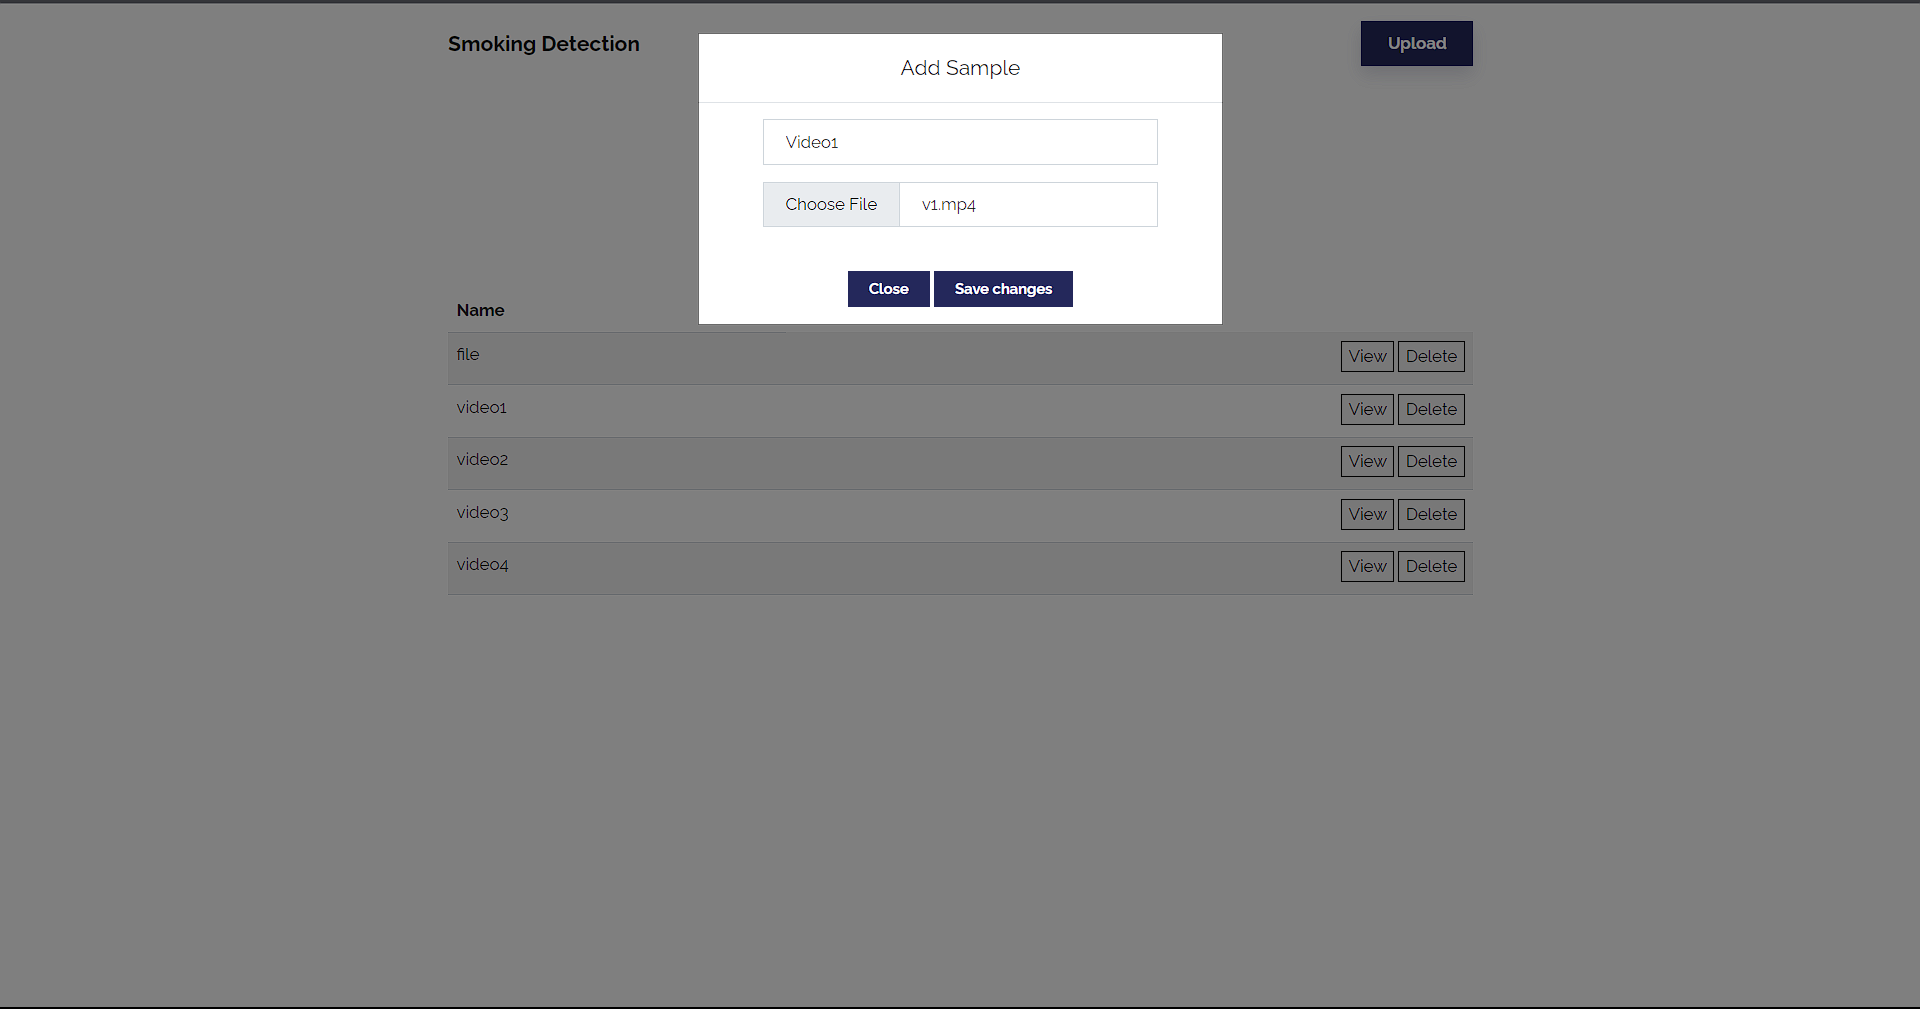 Smoking Detection
Upload
Add Sample
Video1
Choose File v1.mp4
Close Save changes
Name
file View Delete
video1 View Delete
video2 View Delete
video3 View Delete
video4 View Delete